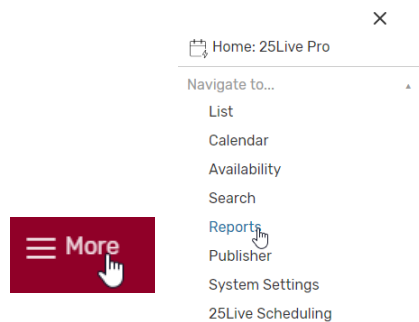 Home: 25Live Pro
Navigate to...
List
Calendar
Availability
Search
Reports
Publisher
System Settings
25Live Scheduling
More